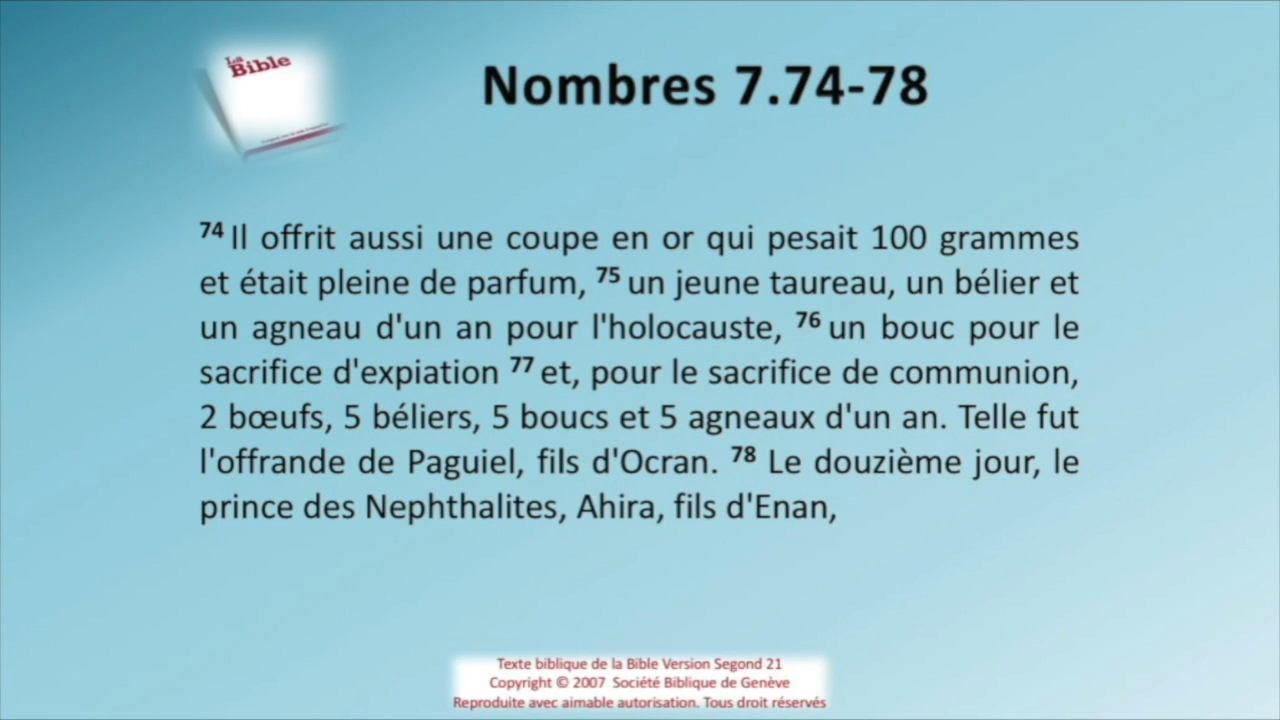 La
Bible
Nombres 7.74-78
74 Il offrit aussi une coupe en or qui pesait 100 grammes
et était pleine de parfum, 75 un jeune taureau, un bélier et
un agneau d'un an pour l'holocauste, 76 un bouc pour le
sacrifice d'expiation 77 et, pour le sacrifice de communion,
2 bœufs, 5 béliers, 5 boucs et 5 agneaux d'un an. Telle fut
l'offrande de Paguiel, fils d'Ocran. 78 Le douzième jour, le
prince des Nephthalites, Ahira, fils d'Enan,
Texte biblique de la Bible Version Segond 21
Copyright © 2007 Société Biblique de Genève
Reproduite avec aimable autorisation. Tous droit réservés